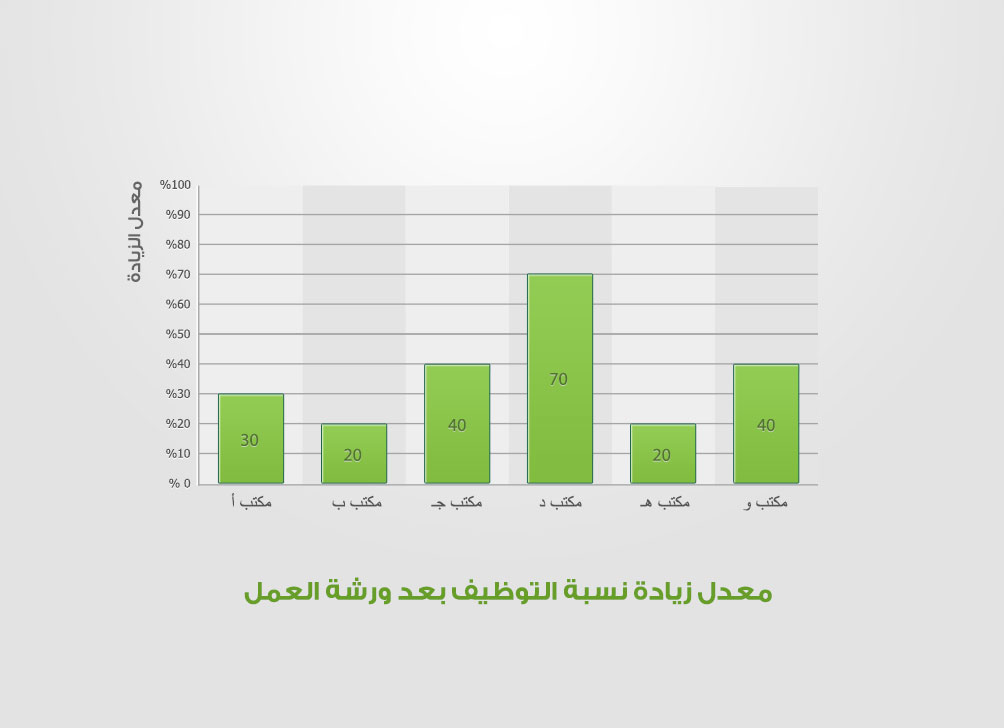 معدل الزيادة
%100
%90
%80
%70
%60
%50
%40
%30
%20
%10
% 0
30
20
40
70
20
40
مكتب أ
مكتب ب
مكتب جـ
مكتب د
مكتب هـ
مكتب و
معدل زيادة نسبة التوظيف بعد ورشة العمل